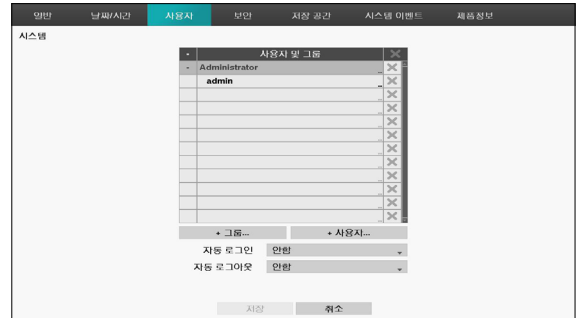 일반 날짜/시간 사용자 보안 저장 공간 시스템 이벤트 제품정보
시스템
- 사용자 및 그룹
- Administrator
admin
+ 그룹... + 사용자...
자동 로그인 안함
자동 로그아웃 안함
저장 취소